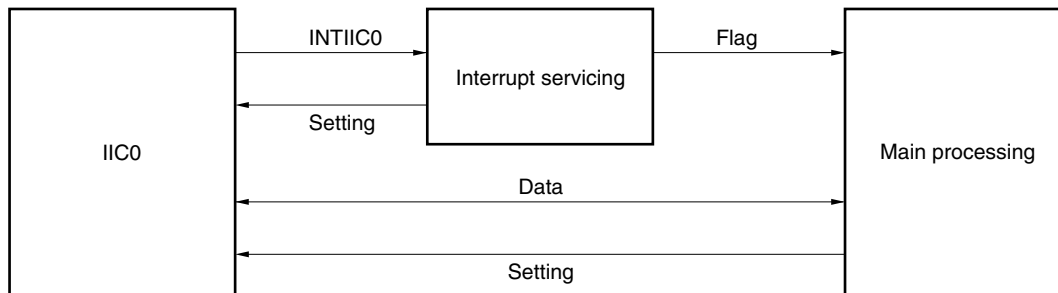 INTIIC0
Flag
Interrupt servicing
Setting
IIC0
Main processing
Data
Setting